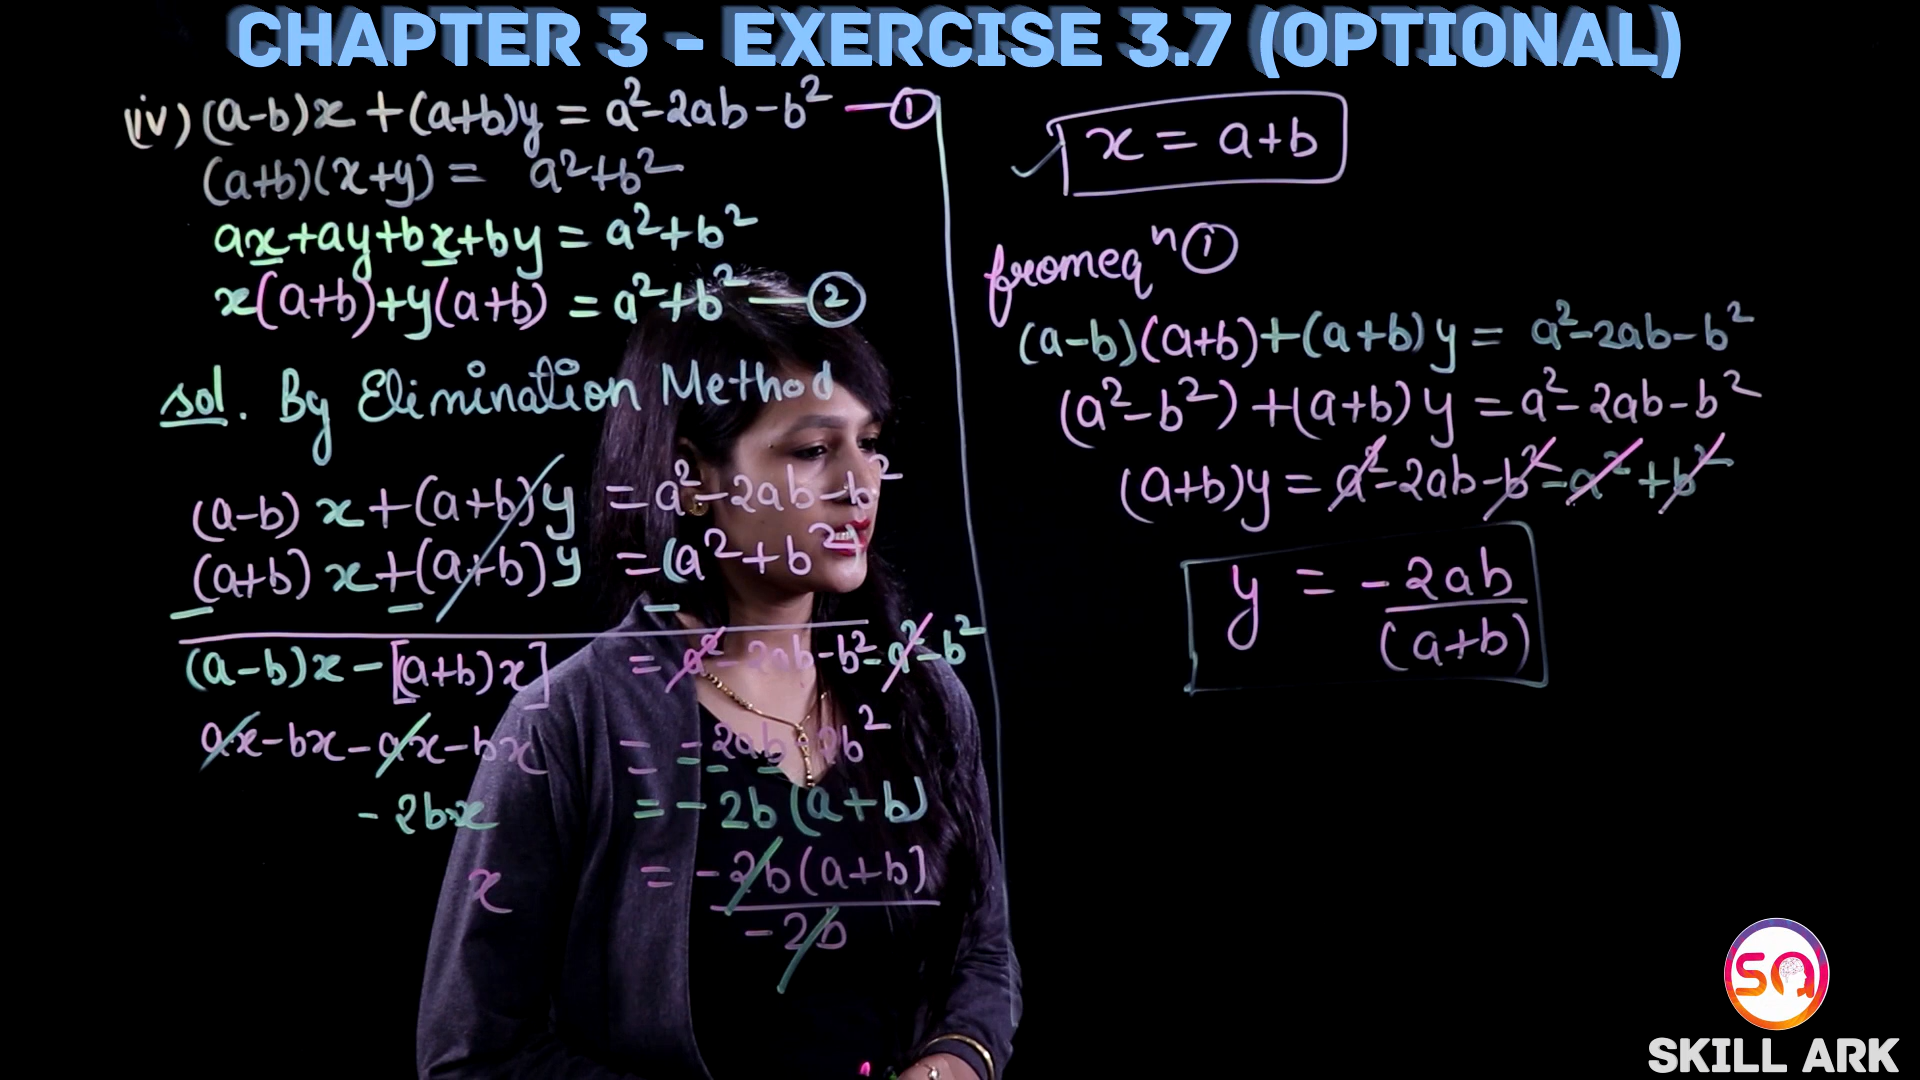 CHAPTER 3 - EXERCISE 3.7 (OPTIONAL)
(iv) (a-b)x + (a+b)y = a²-2ab-b² — ①
(a+b)(x+y) = a²+b²
ax+ay+bx+by = a²+b²
x(a+b)+y(a+b) = a²+b² — ②
sol. By Elimination Method
(a-b) x + (a+b) y = a²-2ab-b²
(a+b) x + (a+b) y = (a²+b²)
(a-b)x - [(a+b)x] = a²-2ab-b²-a²-b²
ax-bx-ax-bx = -2ab-2b²
-2bx = -2b(a+b)
x = -2b(a+b)
-2b
x = a+b
from eqⁿ ①
(a-b)(a+b)+(a+b)y = a²-2ab-b²
(a²-b²)+(a+b)y = a²-2ab-b²
(a+b)y = a²-2ab-b²-a²+b²
y = -2ab
(a+b)
SA
SKILL ARK